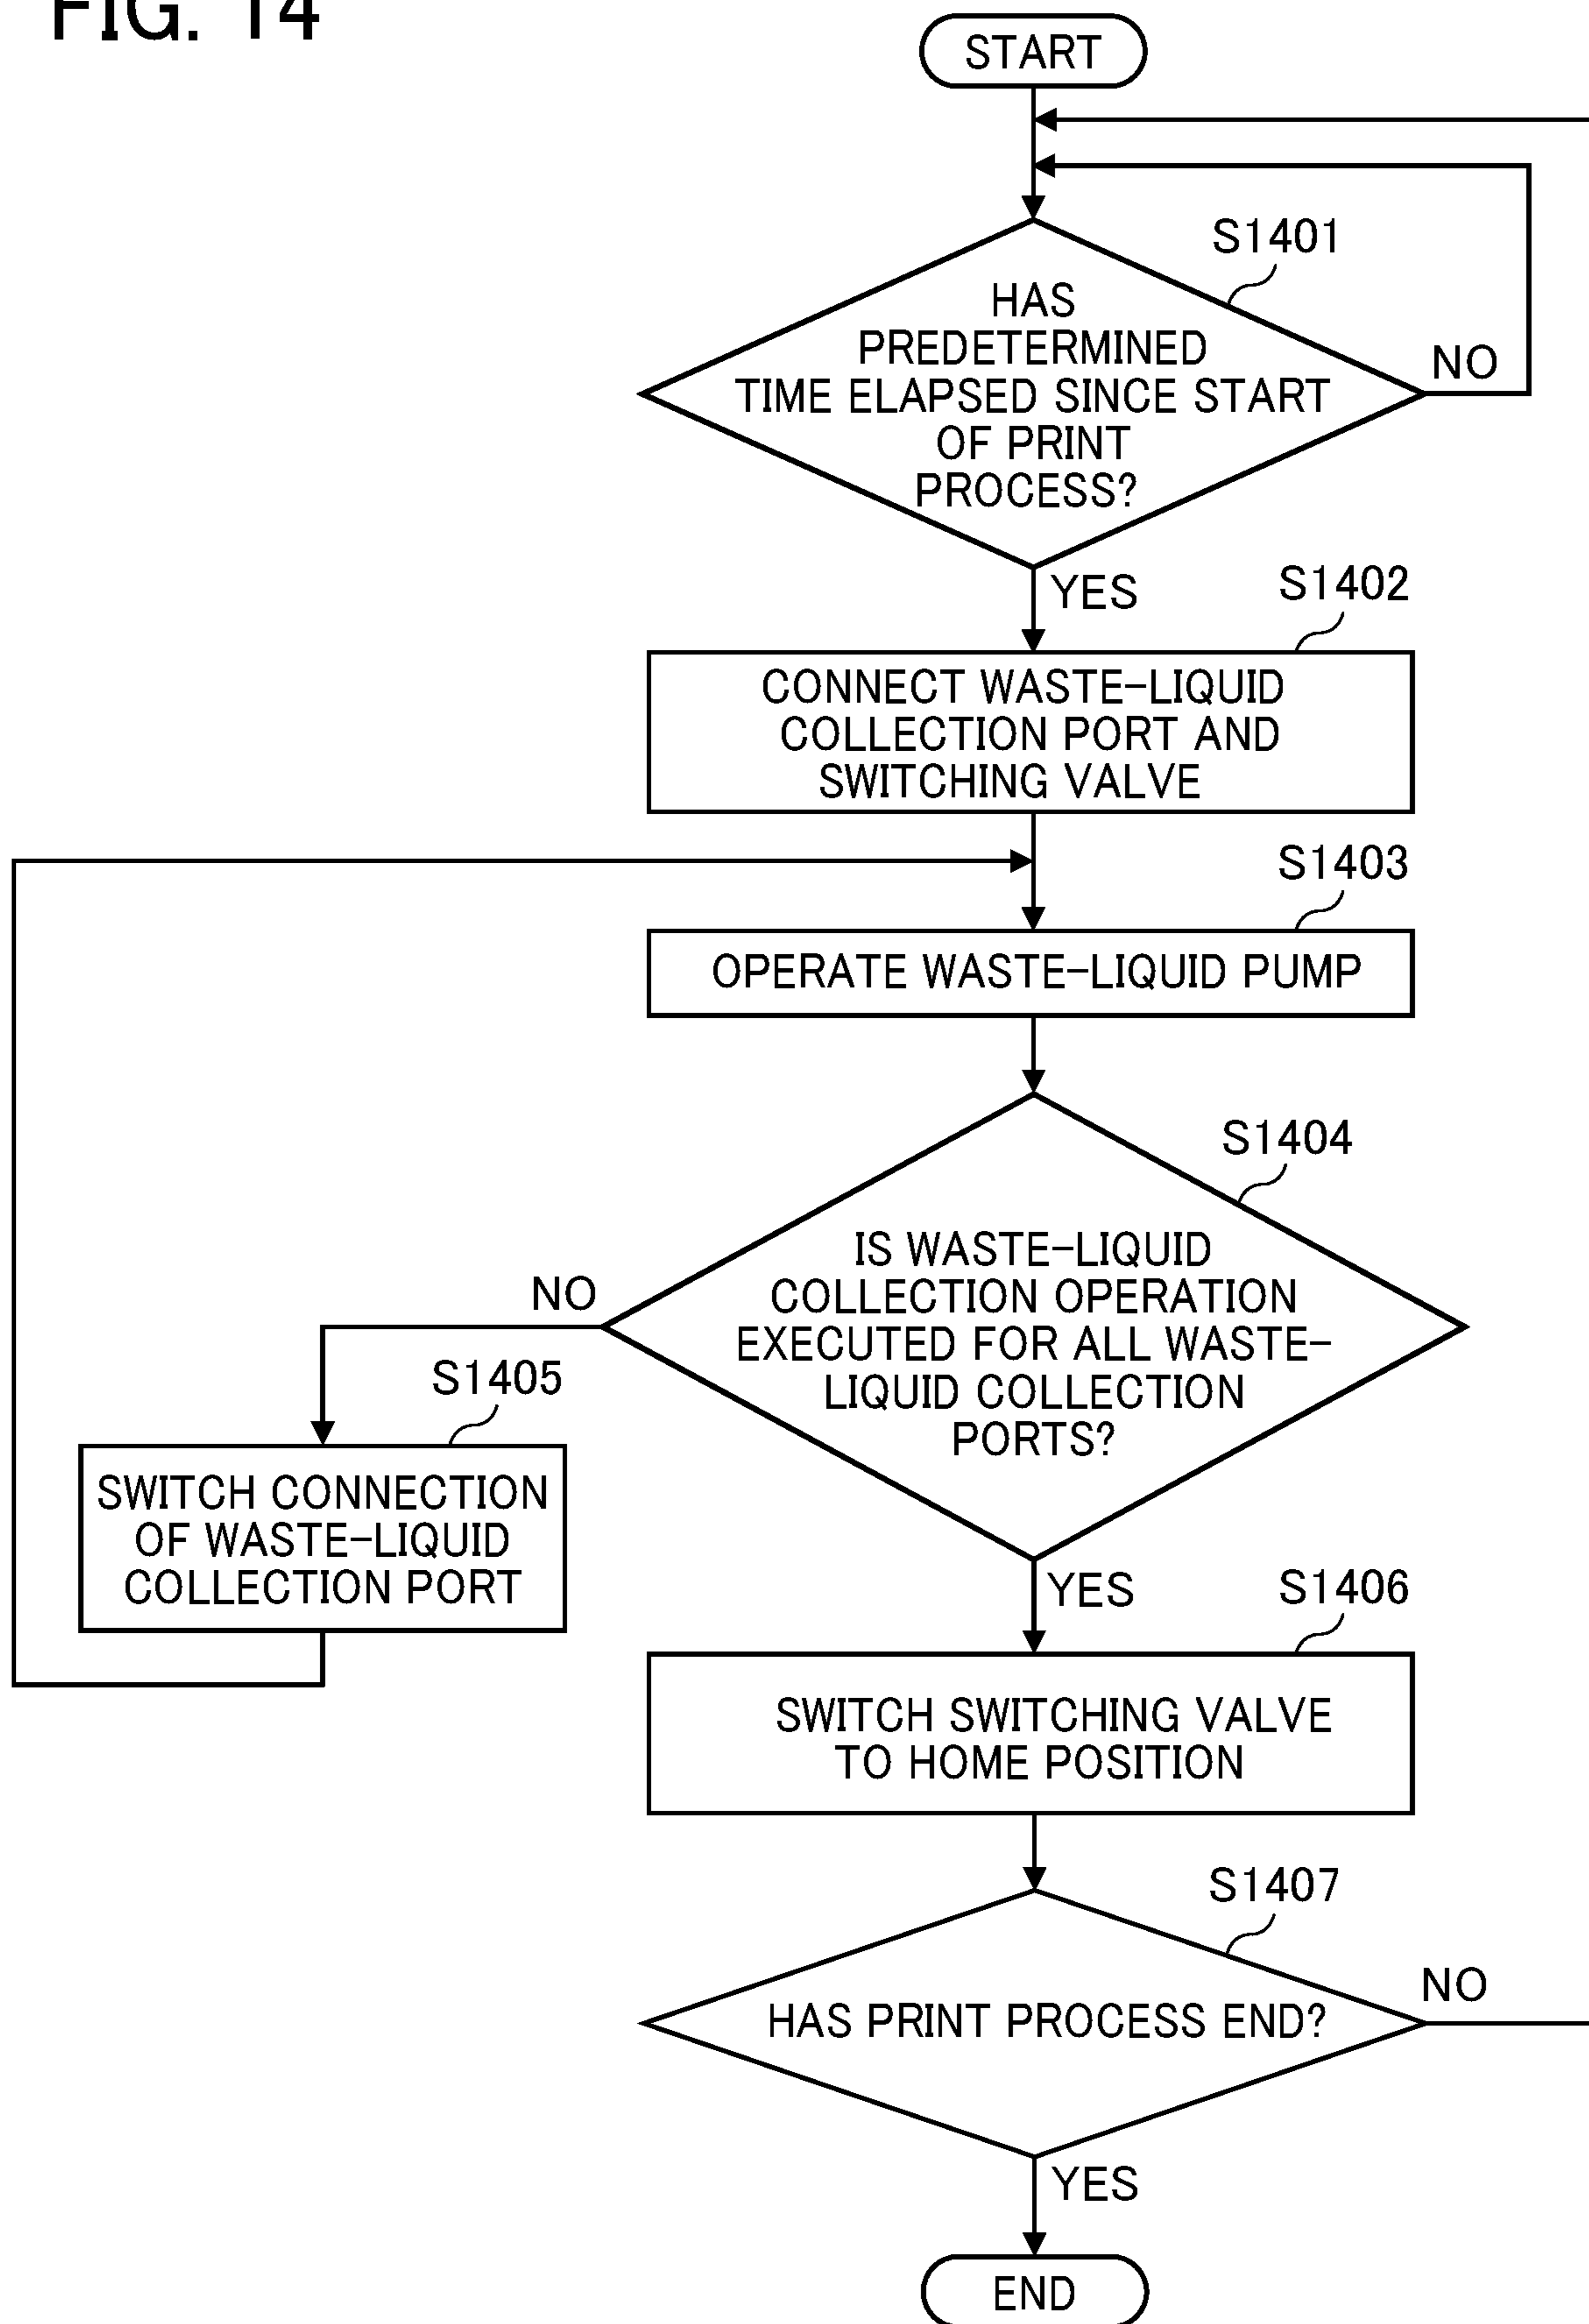 FIG. 14
START
S1401
HAS
PREDETERMINED
TIME ELAPSED SINCE START
OF PRINT
PROCESS?
NO
YES
S1402
CONNECT WASTE-LIQUID
COLLECTION PORT AND
SWITCHING VALVE
S1403
OPERATE WASTE-LIQUID PUMP
S1404
IS WASTE-LIQUID
COLLECTION OPERATION
EXECUTED FOR ALL WASTE-
LIQUID COLLECTION
PORTS?
NO
S1405
SWITCH CONNECTION
OF WASTE-LIQUID
COLLECTION PORT
YES
S1406
SWITCH SWITCHING VALVE
TO HOME POSITION
S1407
HAS PRINT PROCESS END?
NO
YES
END